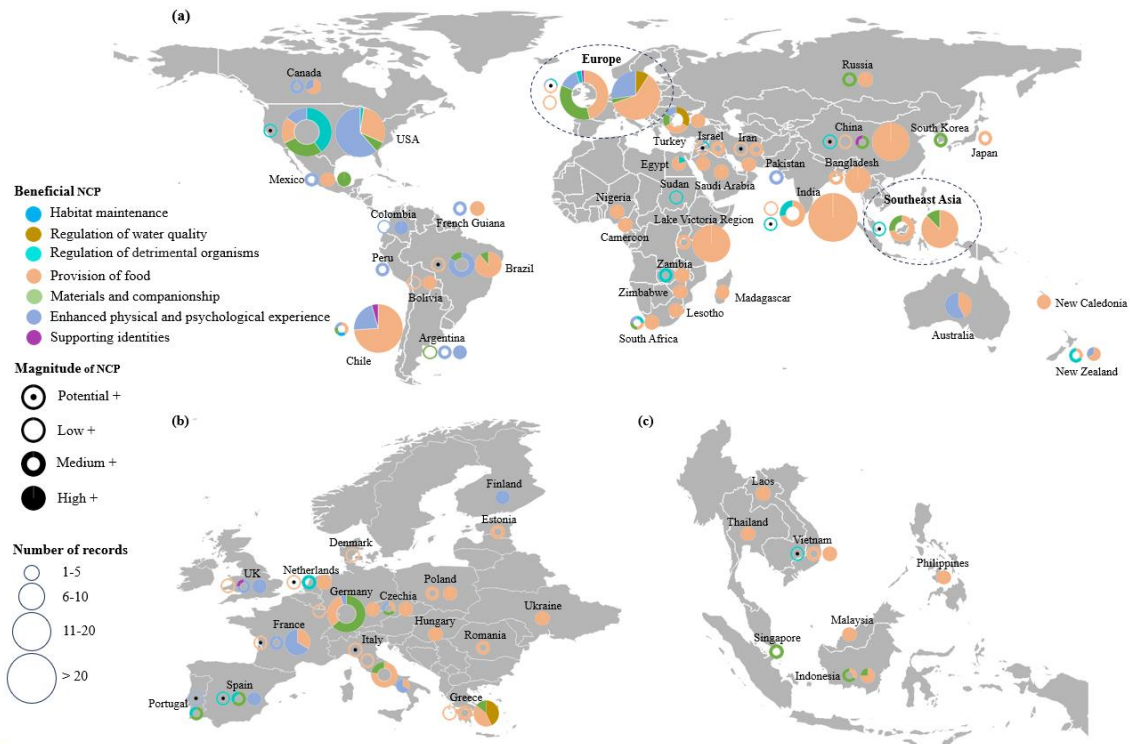 (a)
Canada
USA
Mexico
Colombia
French Guiana
Peru
Brazil
Bolivia
Chile
Argentina
Europe
Russia
Turkey
Israel
Iran
China
South Korea
Japan
Egypt
Saudi Arabia
Pakistan
Bangladesh
India
Southeast Asia
Nigeria
Sudan
Cameroon
Lake Victoria Region
Zambia
Zimbabwe
Madagascar
Lesotho
South Africa
Australia
New Caledonia
New Zealand
Beneficial NCP
Habitat maintenance
Regulation of water quality
Regulation of detrimental organisms
Provision of food
Materials and companionship
Enhanced physical and psychological experience
Supporting identities
Magnitude of NCP
Potential +
Low +
Medium +
High +
Number of records
1-5
6-10
11-20
> 20
(b)
Finland
Estonia
Denmark
UK
Netherlands
Germany
Poland
Czechia
Ukraine
France
Hungary
Italy
Romania
Spain
Portugal
Greece
(c)
Laos
Thailand
Vietnam
Philippines
Malaysia
Singapore
Indonesia